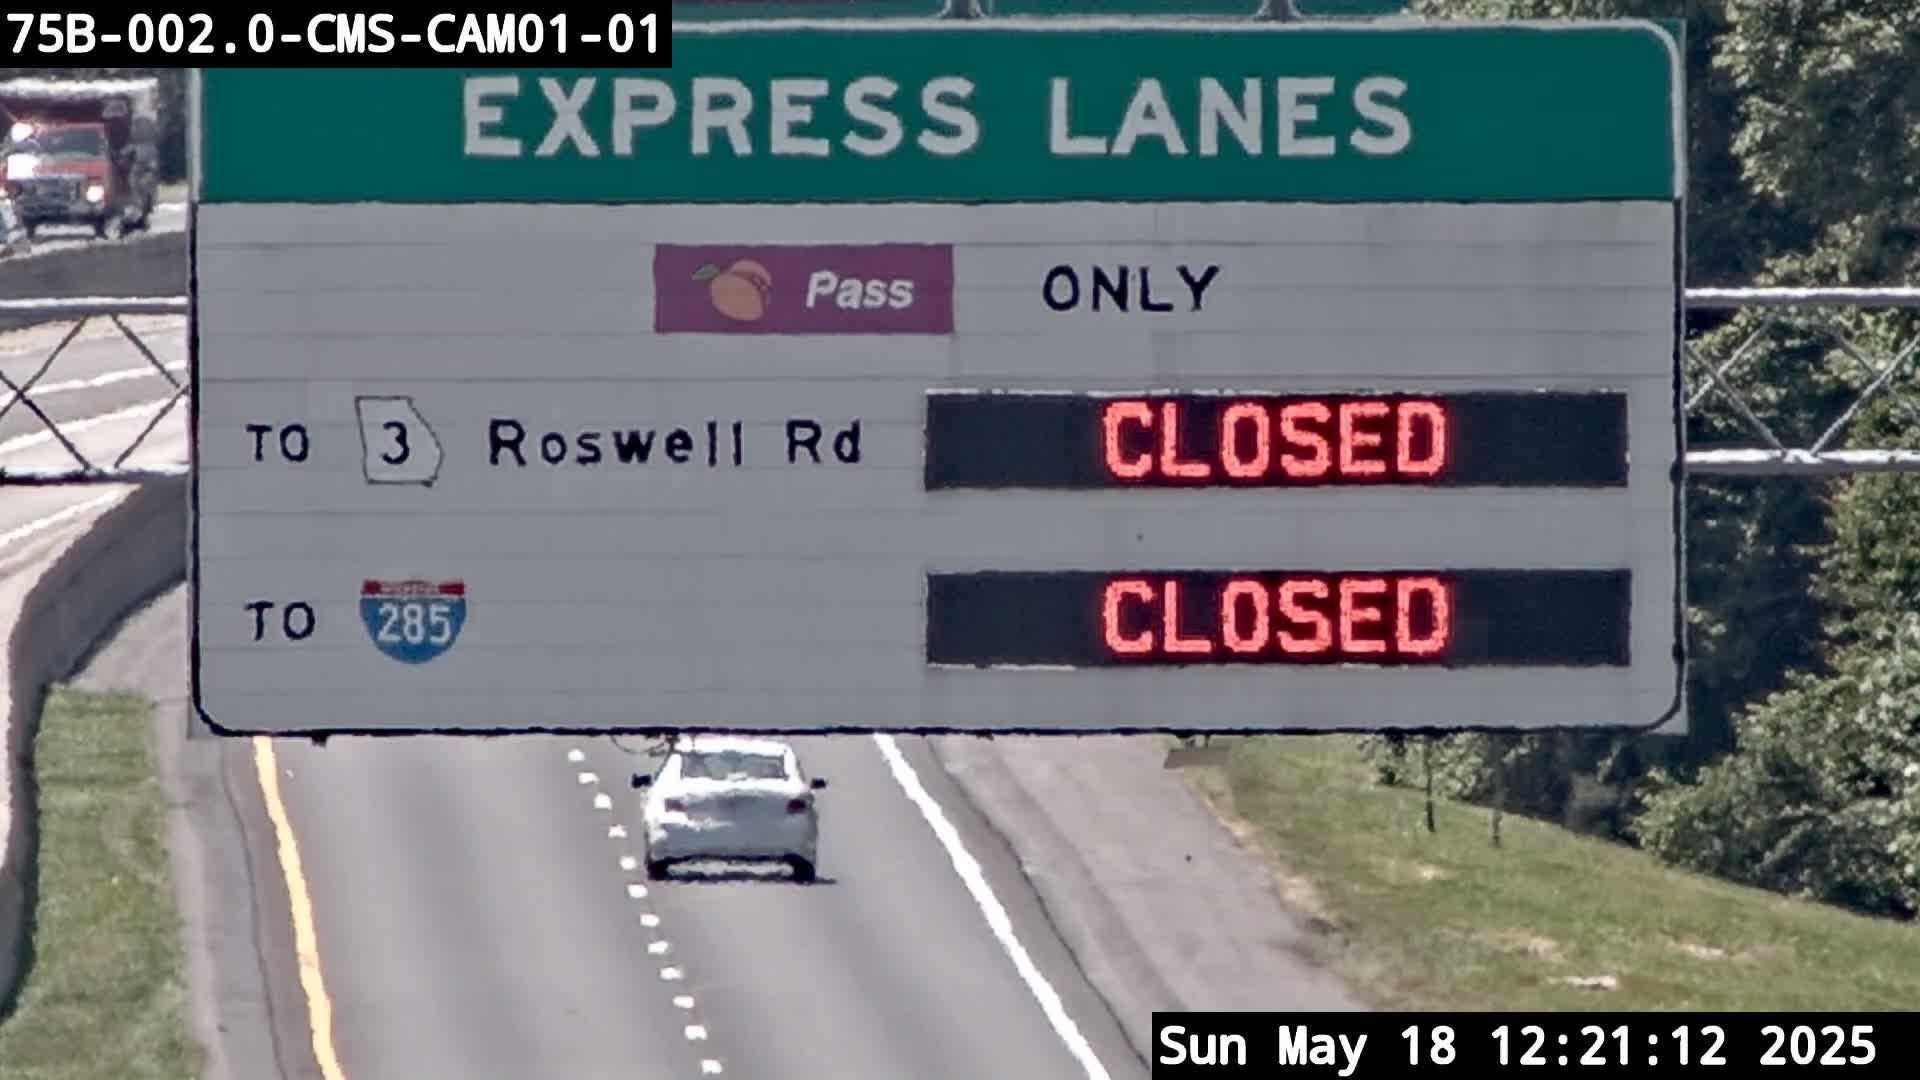 75B-002.0-CMS-CAM01-01
EXPRESS LANES
Pass ONLY
TO 3 Roswell Rd CLOSED
TO 285 CLOSED
Sun May 18 12:21:12 2025